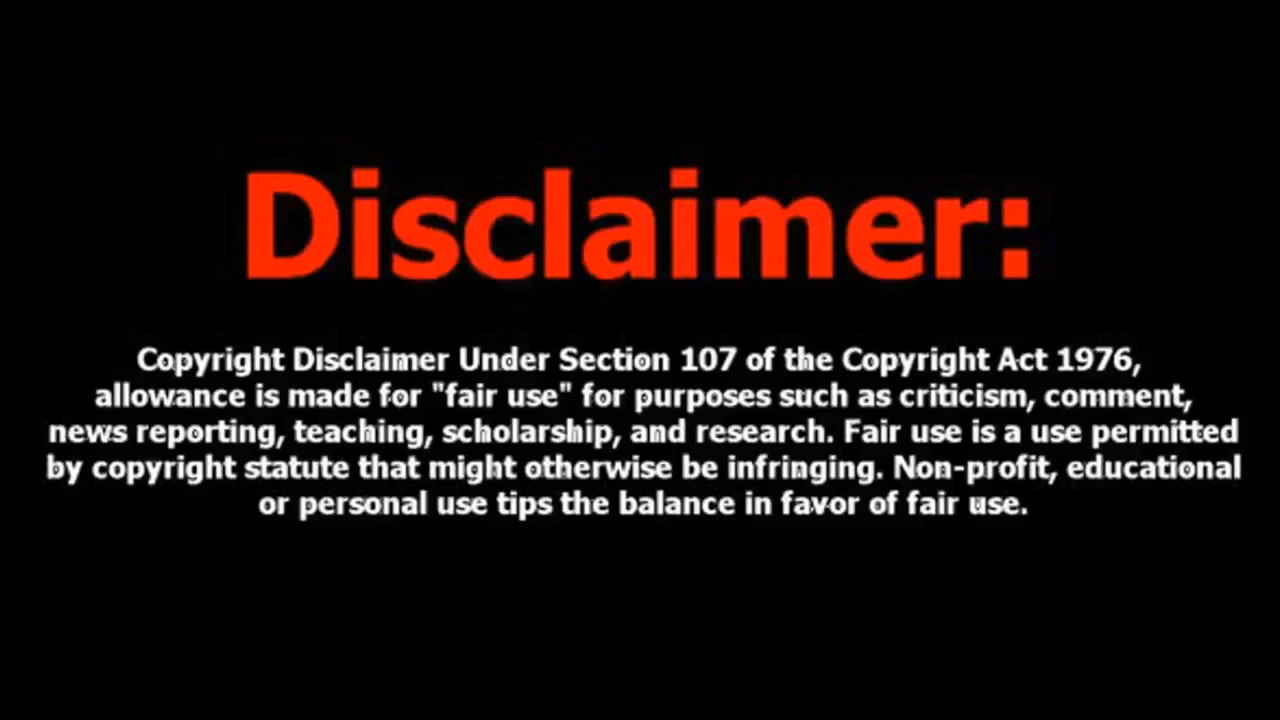 Disclaimer:
Copyright Disclaimer Under Section 107 of the Copyright Act 1976,
allowance is made for "fair use" for purposes such as criticism, comment,
news reporting, teaching, scholarship, and research. Fair use is a use permitted
by copyright statute that might otherwise be infringing. Non-profit, educational
or personal use tips the balance in favor of fair use.